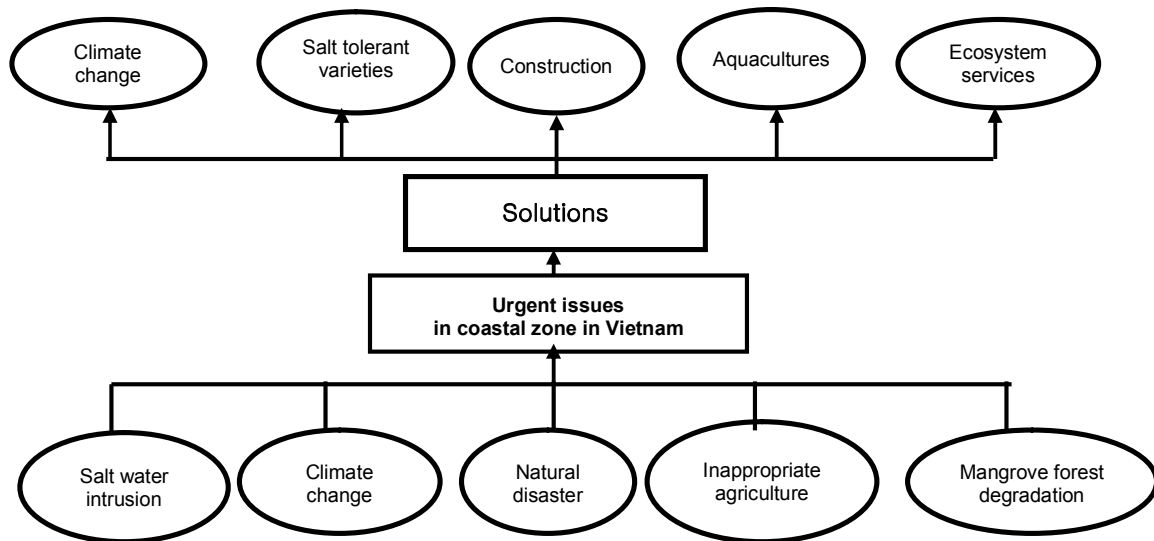 Climate
change
Salt tolerant
varieties
Construction
Aquacultures
Ecosystem
services
Solutions
Urgent issues
in coastal zone in Vietnam
Salt water
intrusion
Climate
change
Natural
disaster
Inappropriate
agriculture
Mangrove forest
degradation